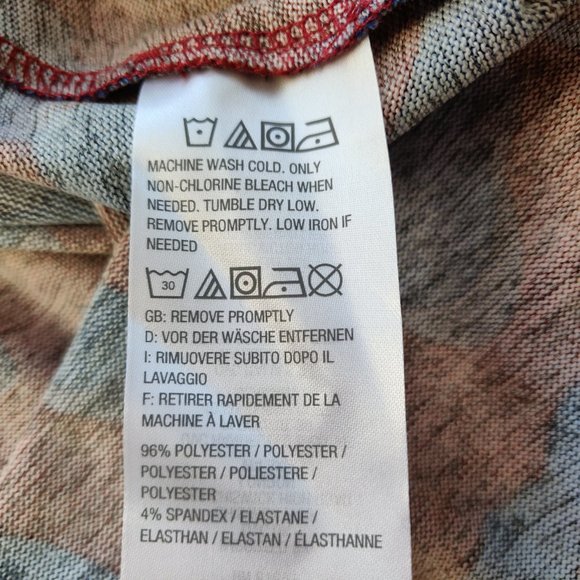 MACHINE WASH COLD. ONLY
NON-CHLORINE BLEACH WHEN
NEEDED. TUMBLE DRY LOW.
REMOVE PROMPTLY. LOW IRON IF
NEEDED
30
GB: REMOVE PROMPTLY
D: VOR DER WÄSCHE ENTFERNEN
I: RIMUOVERE SUBITO DOPO IL
LAVAGGIO
F: RETIRER RAPIDEMENT DE LA
MACHINE À LAVER
96% POLYESTER / POLYESTER /
POLYESTER / POLIESTERE /
POLYESTER
4% SPANDEX / ELASTANE /
ELASTHAN / ELASTAN / ÉLASTHANNE